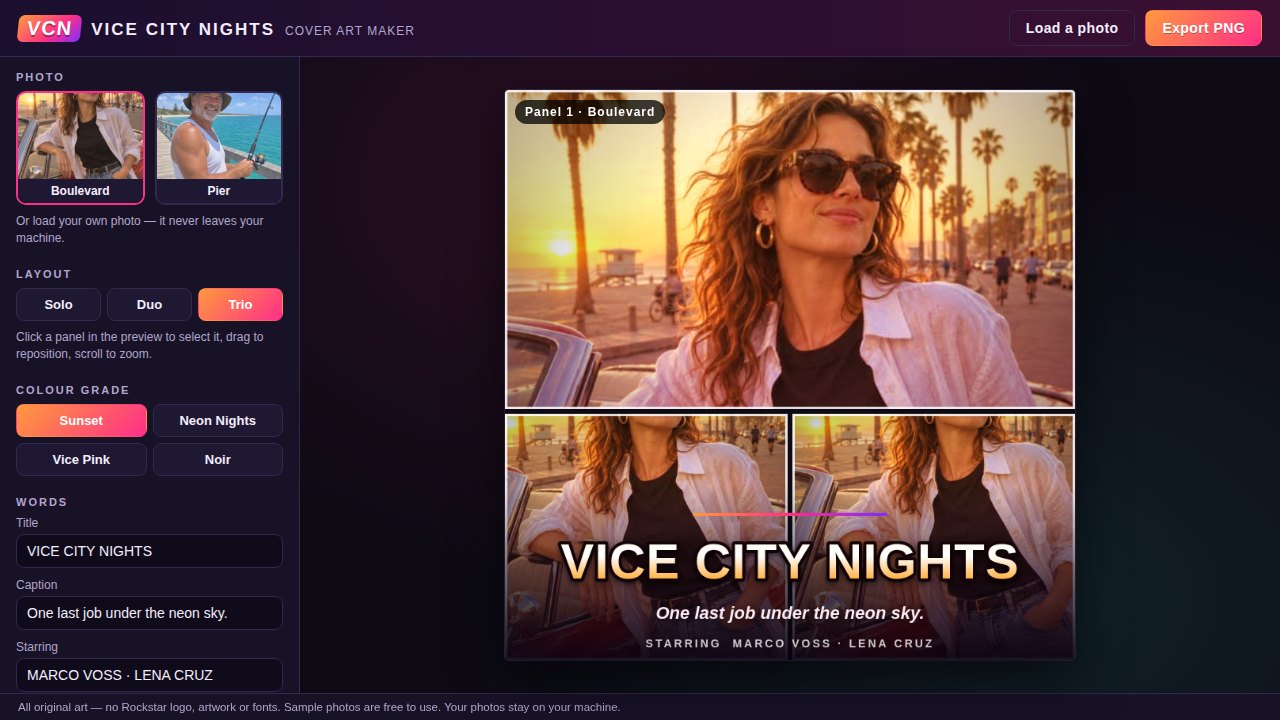 VCN VICE CITY NIGHTS COVER ART MAKER Load a photo Export PNG
PHOTO
Boulevard Pier
Or load your own photo — it never leaves your
machine.
LAYOUT
Solo Duo Trio
Click a panel in the preview to select it, drag to
reposition, scroll to zoom.
COLOUR GRADE
Sunset Neon Nights
Vice Pink Noir
WORDS
Title
VICE CITY NIGHTS
Caption
One last job under the neon sky.
Starring
MARCO VOSS · LENA CRUZ
Panel 1 · Boulevard
VICE CITY NIGHTS
One last job under the neon sky.
STARRING MARCO VOSS · LENA CRUZ
All original art — no Rockstar logo, artwork or fonts. Sample photos are free to use. Your photos stay on your machine.